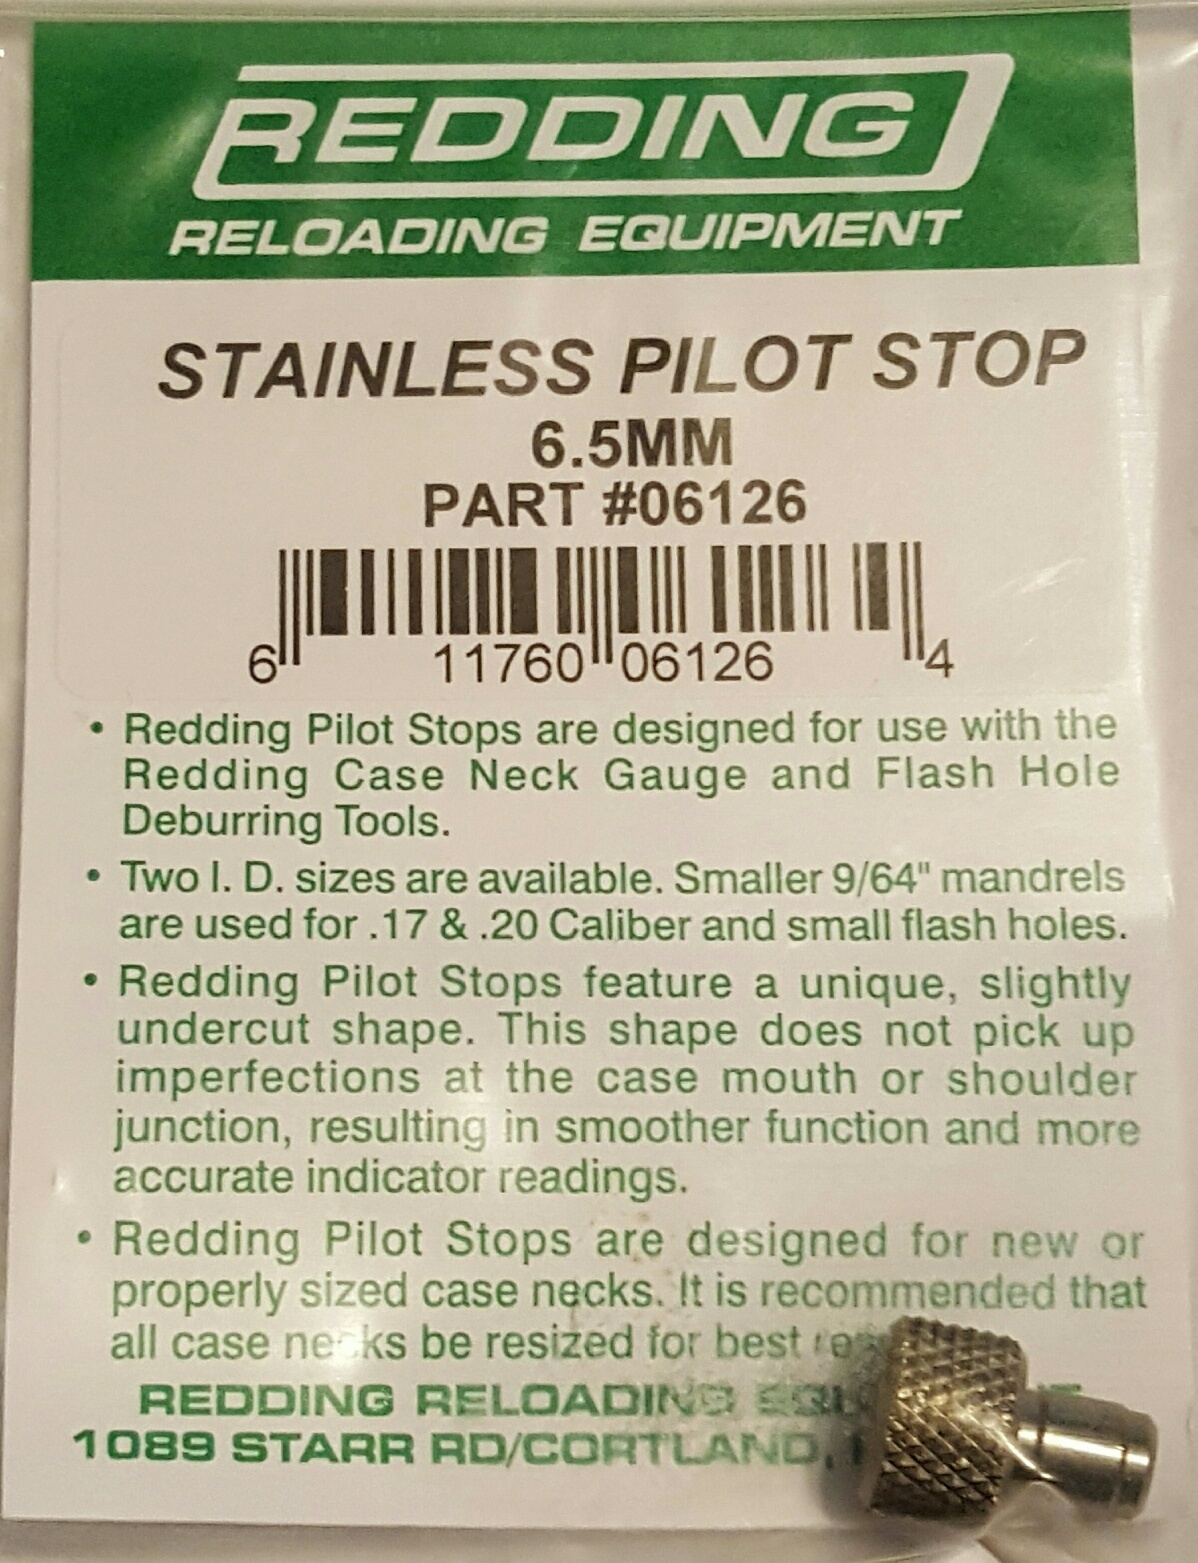 REDDING
RELOADING EQUIPMENT
STAINLESS PILOT STOP
6.5MM
PART #06126
6 11760 06126 4
• Redding Pilot Stops are designed for use with the
Redding Case Neck Gauge and Flash Hole
Deburring Tools.
• Two I. D. sizes are available. Smaller 9/64" mandrels
are used for .17 & .20 Caliber and small flash holes.
• Redding Pilot Stops feature a unique, slightly
undercut shape. This shape does not pick up
imperfections at the case mouth or shoulder
junction, resulting in smoother function and more
accurate indicator readings.
• Redding Pilot Stops are designed for new or
properly sized case necks. It is recommended that
all case necks be resized for best
REDDING RELOADING
1089 STARR RD/CORTLAND,